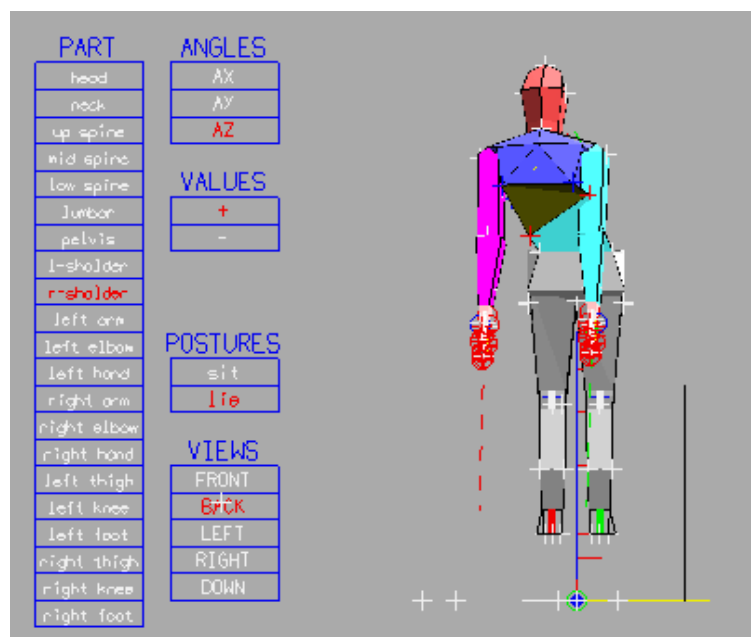 PART
head
neck
up spine
mid spine
low spine
lumbar
pelvis
l-sholder
r-sholder
left arm
left elbow
left hand
right arm
right elbow
right hand
left thigh
left knee
left foot
right thigh
right knee
right foot
ANGLES
AX
AY
AZ
VALUES
+
-
POSTURES
sit
lie
VIEWS
FRONT
BACK
LEFT
RIGHT
DOWN